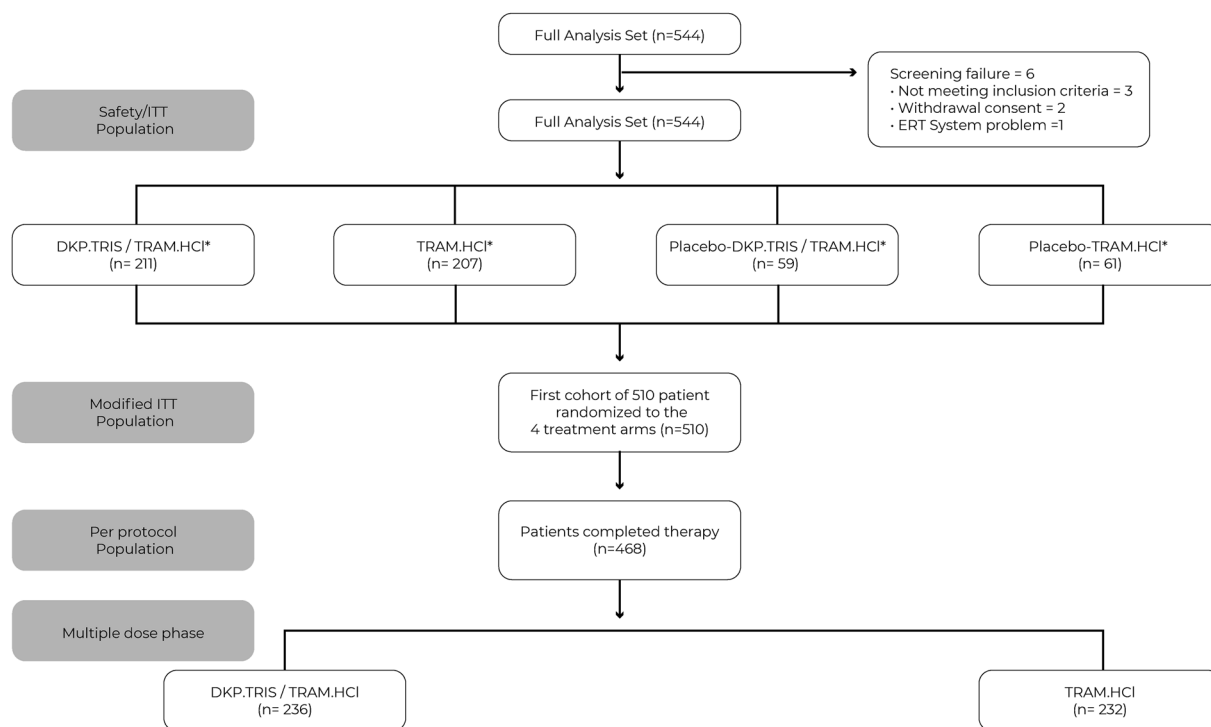 Full Analysis Set (n=544)
Screening failure = 6
• Not meeting inclusion criteria = 3
• Withdrawal consent = 2
• ERT System problem =1
Safety/ITT
Population
Full Analysis Set (n=544)
DKP.TRIS / TRAM.HCl*
(n= 211)
TRAM.HCl*
(n= 207)
Placebo-DKP.TRIS / TRAM.HCl*
(n= 59)
Placebo-TRAM.HCl*
(n= 61)
Modified ITT
Population
First cohort of 510 patient
randomized to the
4 treatment arms (n=510)
Per protocol
Population
Patients completed therapy
(n=468)
Multiple dose phase
DKP.TRIS / TRAM.HCl
(n= 236)
TRAM.HCl
(n= 232)